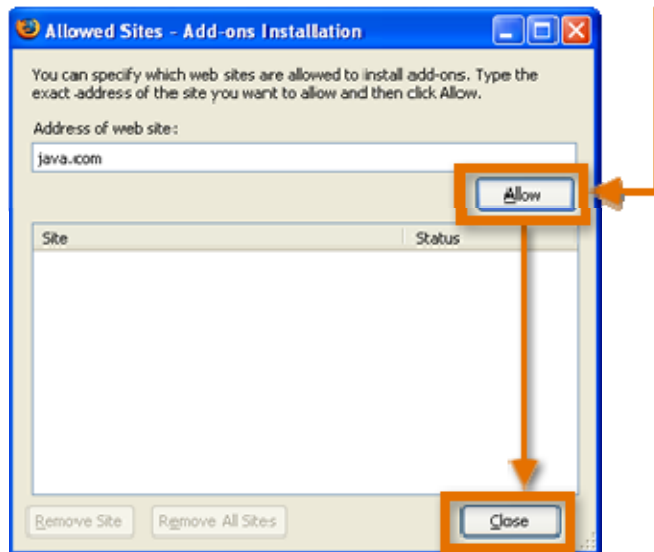 Allowed Sites - Add-ons Installation
You can specify which web sites are allowed to install add-ons. Type the
exact address of the site you want to allow and then click Allow.
Address of web site:
java.com
Allow
Site Status
Remove Site Remove All Sites Close